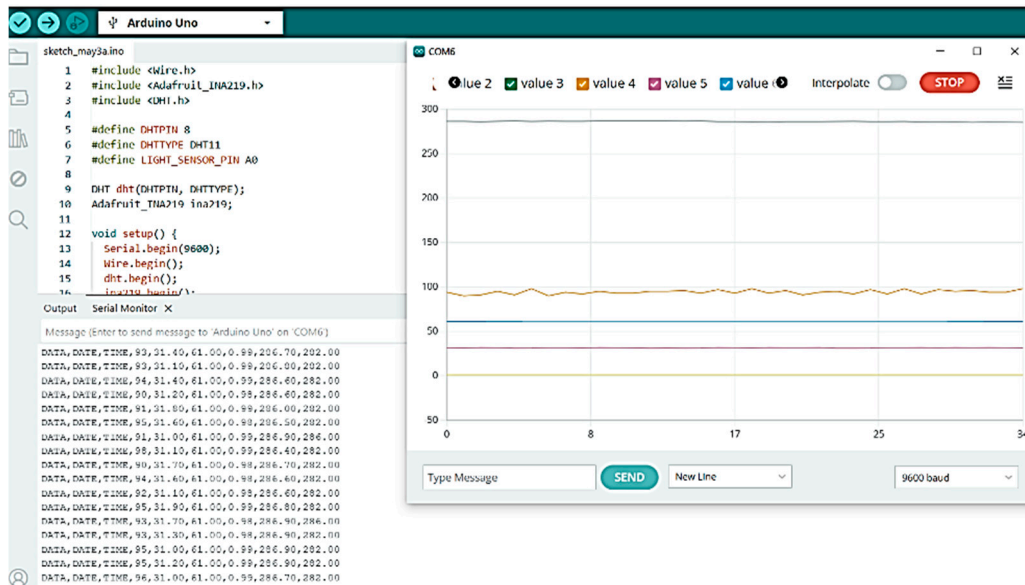 Arduino Uno
sketch_may3a.ino
1 #include <Wire.h>
2 #include <Adafruit_INA219.h>
3 #include <DHT.h>
4
5 #define DHTPIN 8
6 #define DHTTYPE DHT11
7 #define LIGHT_SENSOR_PIN A0
8
9 DHT dht(DHTPIN, DHTTYPE);
10 Adafruit_INA219 ina219;
11
12 void setup() {
13 Serial.begin(9600);
14 Wire.begin();
15 dht.begin();
16 ina219.begin();
Output Serial Monitor X
Message (Enter to send message to 'Arduino Uno' on 'COM6')
DATA,DATE,TIME,93,31.40,61.00,0.99,286.70,282.00
DATA,DATE,TIME,93,31.10,61.00,0.99,286.80,282.00
DATA,DATE,TIME,94,31.40,61.00,0.99,286.60,282.00
DATA,DATE,TIME,90,31.20,61.00,0.98,286.60,282.00
DATA,DATE,TIME,91,31.80,61.00,0.99,286.00,282.00
DATA,DATE,TIME,95,31.60,61.00,0.98,286.50,282.00
DATA,DATE,TIME,91,31.00,61.00,0.99,286.90,286.00
DATA,DATE,TIME,98,31.10,61.00,0.99,286.40,282.00
DATA,DATE,TIME,90,31.70,61.00,0.98,286.70,282.00
DATA,DATE,TIME,94,31.60,61.00,0.98,286.60,282.00
DATA,DATE,TIME,92,31.10,61.00,0.98,286.60,282.00
DATA,DATE,TIME,95,31.90,61.00,0.99,286.80,282.00
DATA,DATE,TIME,93,31.70,61.00,0.98,286.90,286.00
DATA,DATE,TIME,93,31.30,61.00,0.98,286.90,282.00
DATA,DATE,TIME,95,31.00,61.00,0.99,286.90,282.00
DATA,DATE,TIME,95,31.20,61.00,0.99,286.90,282.00
DATA,DATE,TIME,96,31.00,61.00,0.99,286.70,282.00
COM6
lue 2 value 3 value 4 value 5 value Interpolate STOP
300
250
200
150
100
50
0
50
0 8 17 25 34
Type Message SEND New Line 9600 baud